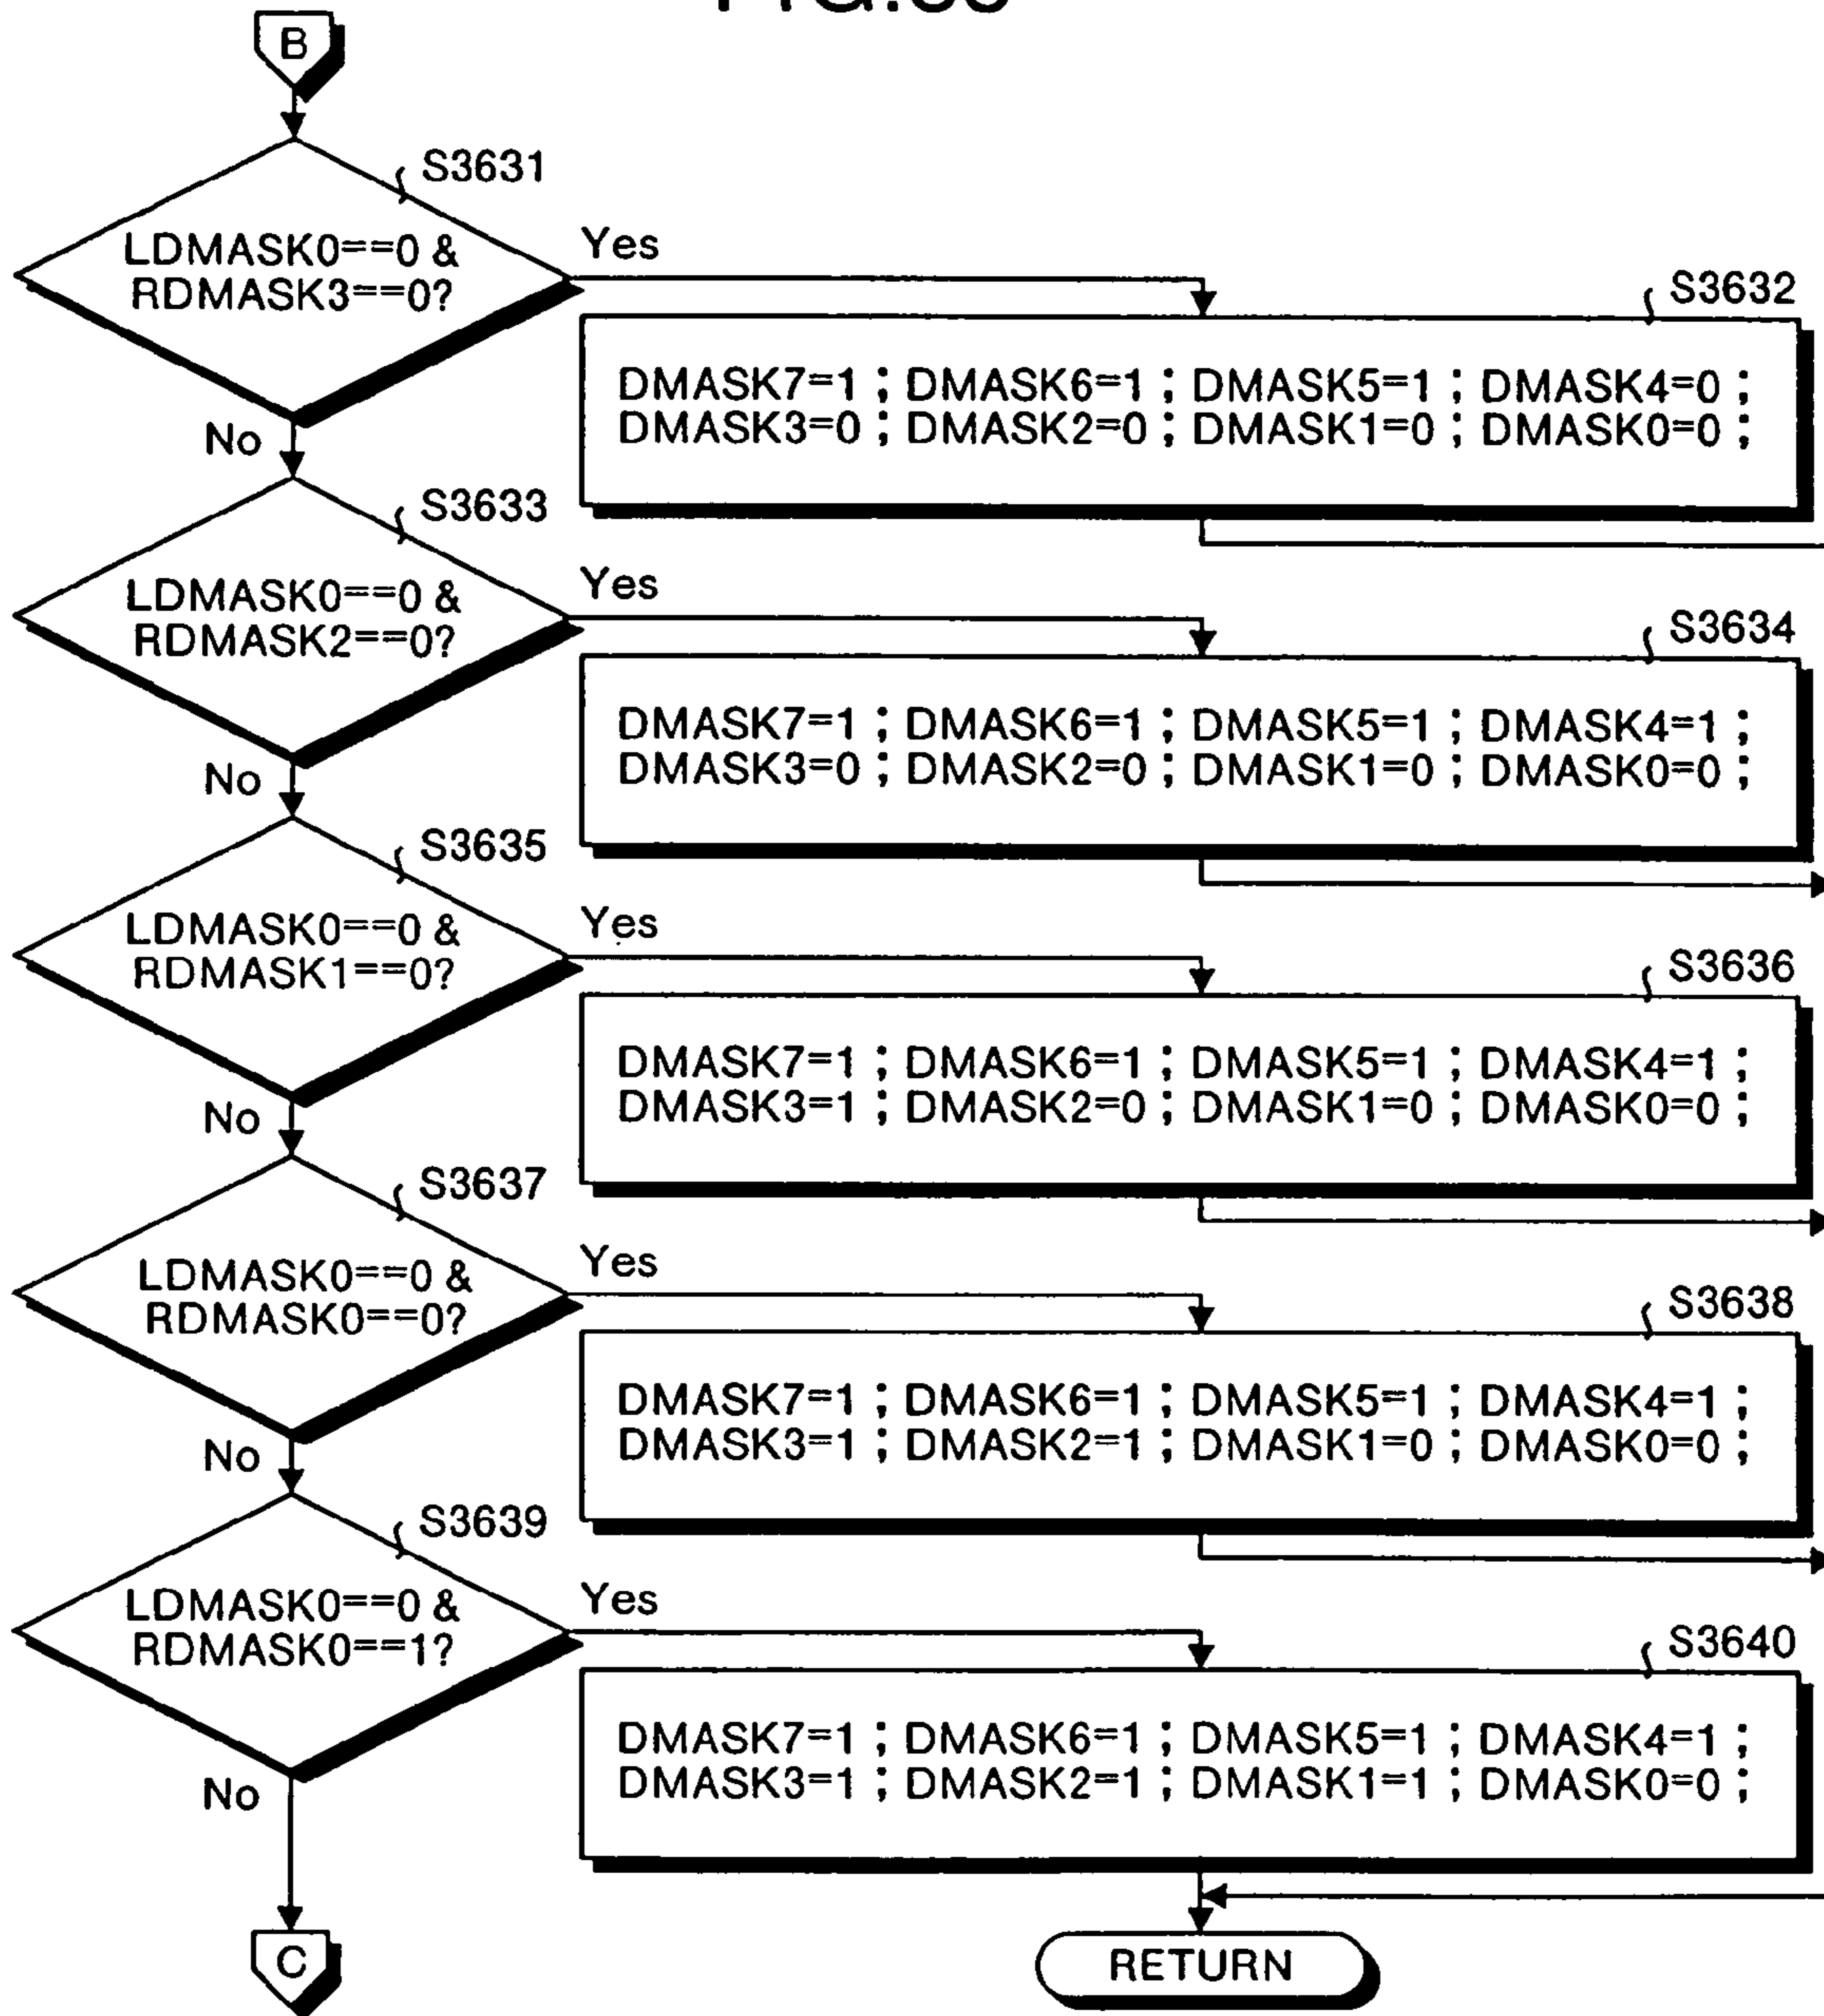 B
S3631
LDMASK0==0 &
RDMASK3==0?
Yes
No
S3632
DMASK7=1 ; DMASK6=1 ; DMASK5=1 ; DMASK4=0 ;
DMASK3=0 ; DMASK2=0 ; DMASK1=0 ; DMASK0=0 ;
S3633
LDMASK0==0 &
RDMASK2==0?
Yes
No
S3634
DMASK7=1 ; DMASK6=1 ; DMASK5=1 ; DMASK4=1 ;
DMASK3=0 ; DMASK2=0 ; DMASK1=0 ; DMASK0=0 ;
S3635
LDMASK0==0 &
RDMASK1==0?
Yes
No
S3636
DMASK7=1 ; DMASK6=1 ; DMASK5=1 ; DMASK4=1 ;
DMASK3=1 ; DMASK2=0 ; DMASK1=0 ; DMASK0=0 ;
S3637
LDMASK0==0 &
RDMASK0==0?
Yes
No
S3638
DMASK7=1 ; DMASK6=1 ; DMASK5=1 ; DMASK4=1 ;
DMASK3=1 ; DMASK2=1 ; DMASK1=0 ; DMASK0=0 ;
S3639
LDMASK0==0 &
RDMASK0==1?
Yes
No
S3640
DMASK7=1 ; DMASK6=1 ; DMASK5=1 ; DMASK4=1 ;
DMASK3=1 ; DMASK2=1 ; DMASK1=1 ; DMASK0=0 ;
C
RETURN